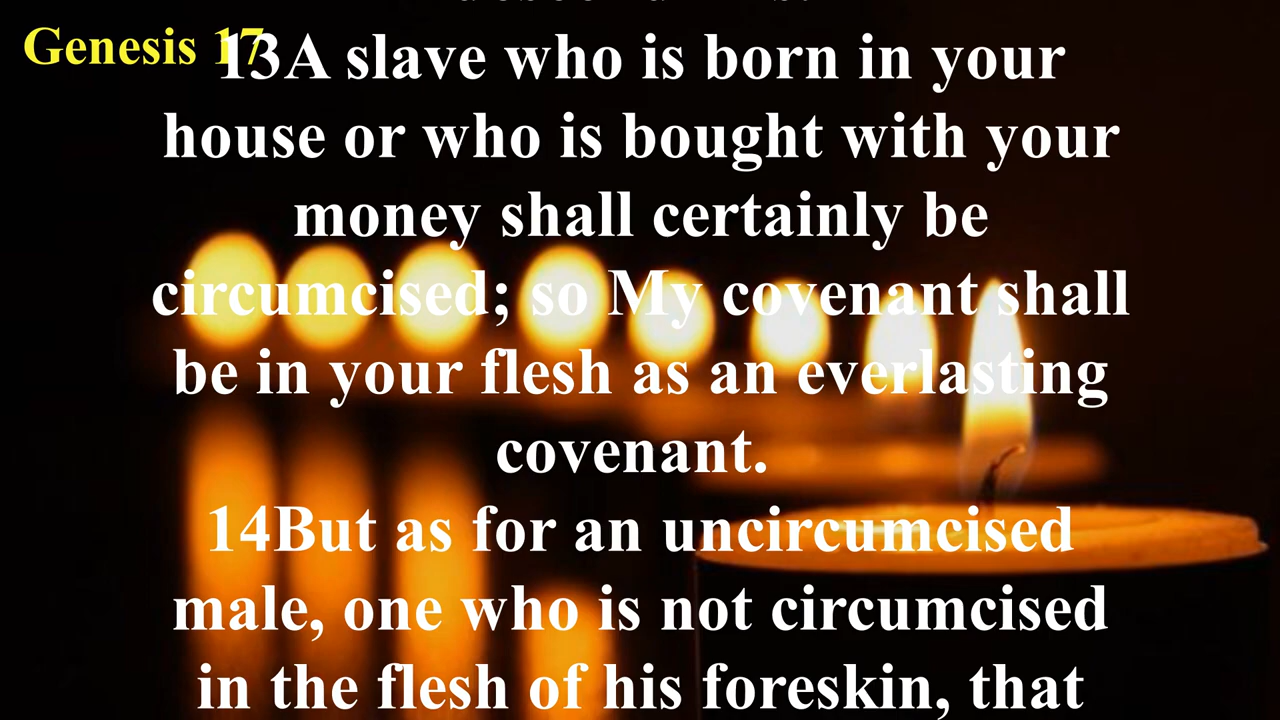 Genesis 17
13A slave who is born in your
house or who is bought with your
money shall certainly be
circumcised; so My covenant shall
be in your flesh as an everlasting
covenant.
14But as for an uncircumcised
male, one who is not circumcised
in the flesh of his foreskin, that